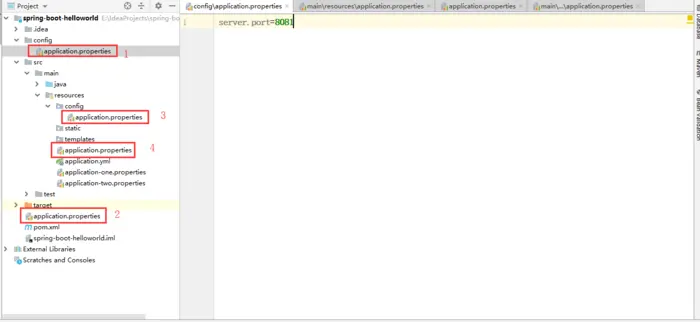 Project
config\application.properties
main\resources\application.properties
application.properties
main\...\application.properties
spring-boot-helloworld E:\IdeaProjects\spring-bo
.idea
config
application.properties 1
src
main
java
resources
config
application.properties 3
static
templates
application.properties 4
application.yml
application-one.properties
application-two.properties
test
target
application.properties 2
pom.xml
spring-boot-helloworld.iml
External Libraries
Scratches and Consoles
1
server.port=8081
Database
Maven
Bean Validation